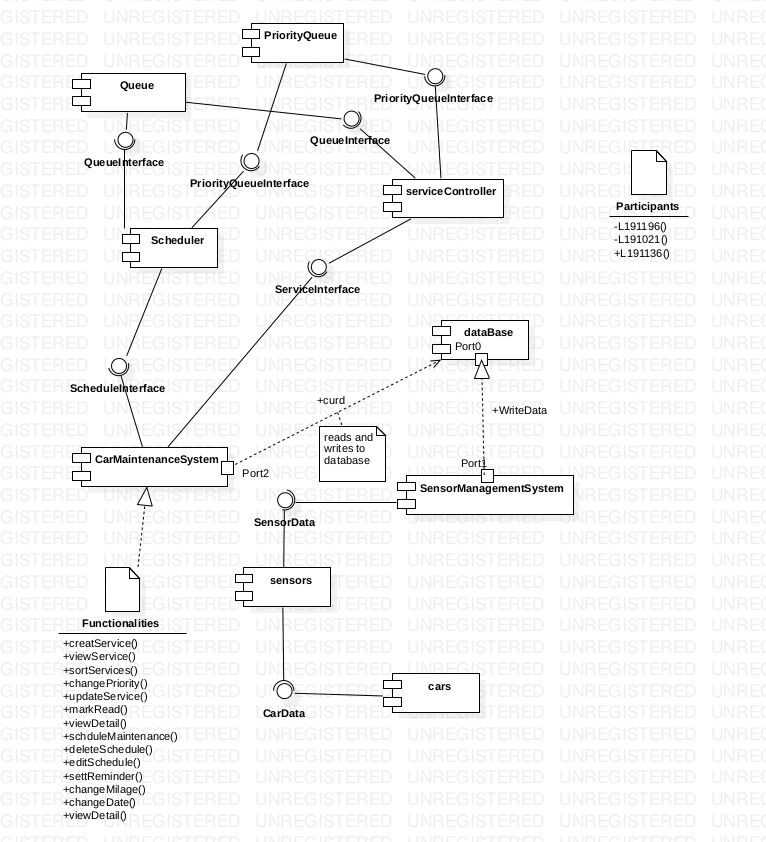 PriorityQueue
Queue
PriorityQueueInterface
QueueInterface
QueueInterface
PriorityQueueInterface
serviceController
Participants
-L191196()
-L191021()
+L191136()
Scheduler
ServiceInterface
dataBase
Port0
ScheduleInterface
+curd
+WriteData
reads and
writes to
database
CarMaintenanceSystem
Port2
Port1
SensorManagementSystem
SensorData
sensors
Functionalities
+creatService()
+viewService()
+sortServices()
+changePriority()
+updateService()
+markRead()
+viewDetail()
+schduleMaintenance()
+deleteSchedule()
+editSchedule()
+settReminder()
+changeMilage()
+changeDate()
+viewDetail()
cars
CarData
UNREGISTERED